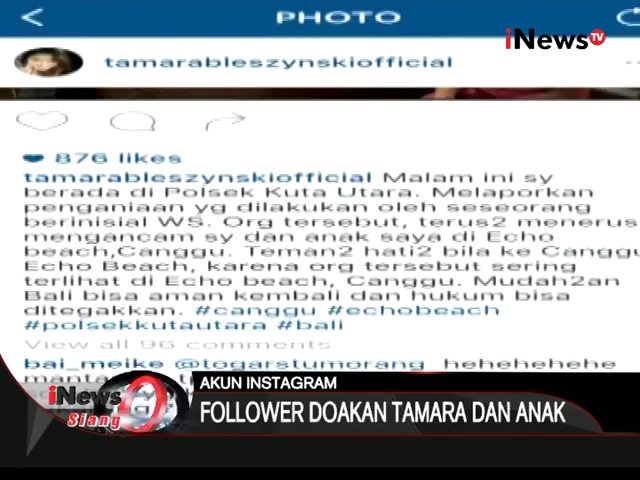 PHOTO
iNews TV
tamarableszynskiofficial
876 likes
tamarableszynskiofficial Malam ini sy
berada di Polsek Kuta Utara. Melaporkan
penganiaan yg dilakukan oleh seseorang
berinisial WS. Org tersebut, terus2 menerus
mengancam sy dan anak saya di Echo
beach,Canggu. Teman2 hati2 bila ke Canggu
Echo Beach, karena org tersebut sering
terlihat di Echo beach, Canggu. Mudah2an
Bali bisa aman kembali dan hukum bisa
ditegakkan. #canggu #echobeach
#polsekkutautara #bali
View all 96 comments
bai_meike @togarstumorang hehehehehe
AKUN INSTAGRAM
iNews
Siang
FOLLOWER DOAKAN TAMARA DAN ANAK